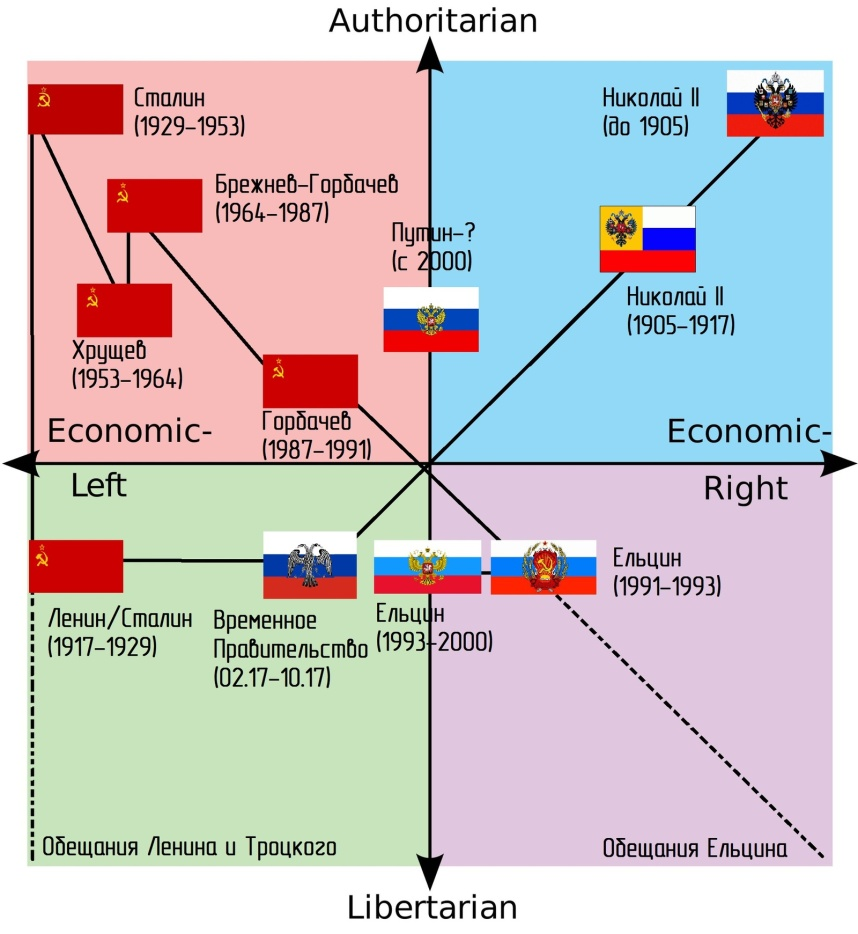 Authoritarian
Сталин
(1929–1953)
Николай II
(до 1905)
Брежнев-Горбачев
(1964–1987)
Путин-?
(с 2000)
Николай II
(1905–1917)
Хрущев
(1953–1964)
Горбачев
(1987–1991)
Economic-
Left
Economic-
Right
Ленин/Сталин
(1917–1929)
Временное
Правительство
(02.17–10.17)
Ельцин
(1993–2000)
Ельцин
(1991–1993)
Обещания Ленина и Троцкого
Обещания Ельцина
Libertarian